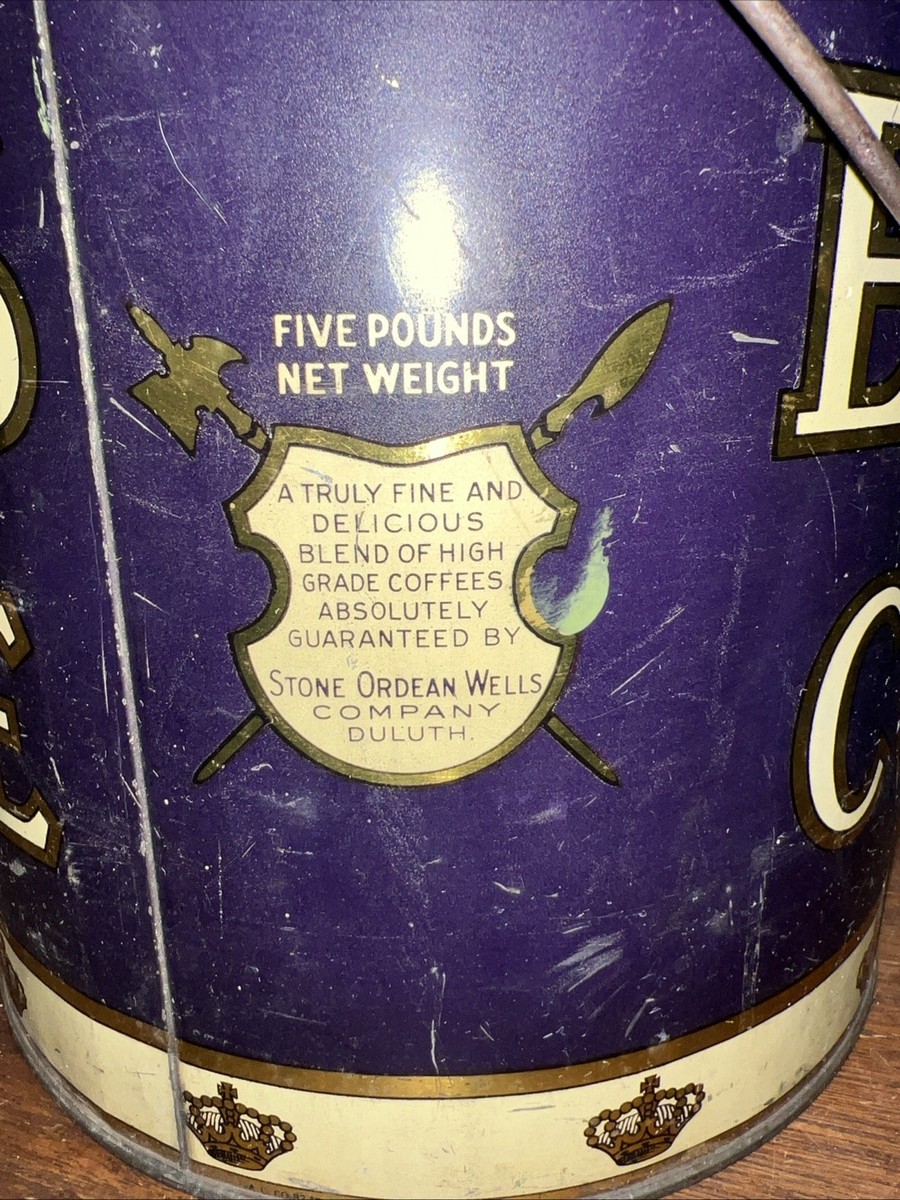 FIVE POUNDS
NET WEIGHT
A TRULY FINE AND
DELICIOUS
BLEND OF HIGH
GRADE COFFEES
ABSOLUTELY
GUARANTEED BY
STONE ORDEAN WELLS
COMPANY
DULUTH.